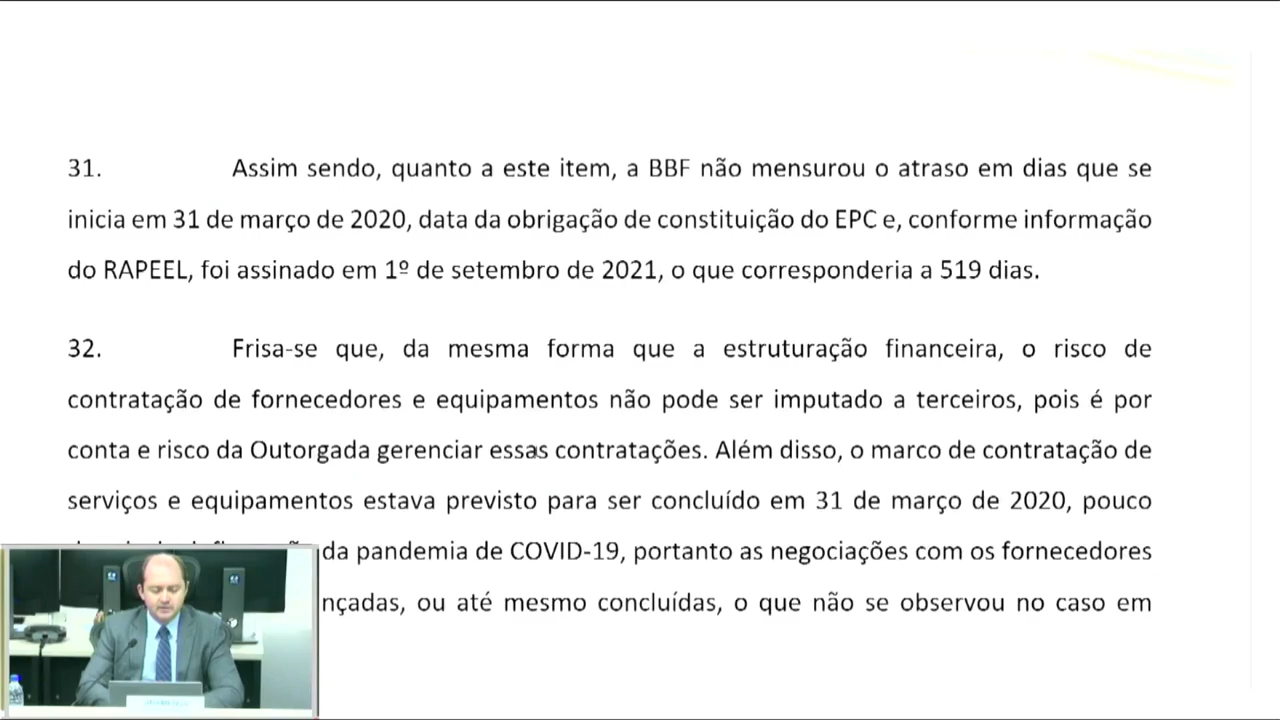 31. Assim sendo, quanto a este item, a BBF não mensurou o atraso em dias que se
inicia em 31 de março de 2020, data da obrigação de constituição do EPC e, conforme informação
do RAPEEL, foi assinado em 1º de setembro de 2021, o que corresponderia a 519 dias.
32. Frisa-se que, da mesma forma que a estruturação financeira, o risco de
contratação de fornecedores e equipamentos não pode ser imputado a terceiros, pois é por
conta e risco da Outorgada gerenciar essas contratações. Além disso, o marco de contratação de
serviços e equipamentos estava previsto para ser concluído em 31 de março de 2020, pouco
da pandemia de COVID-19, portanto as negociações com os fornecedores
nçadas, ou até mesmo concluídas, o que não se observou no caso em